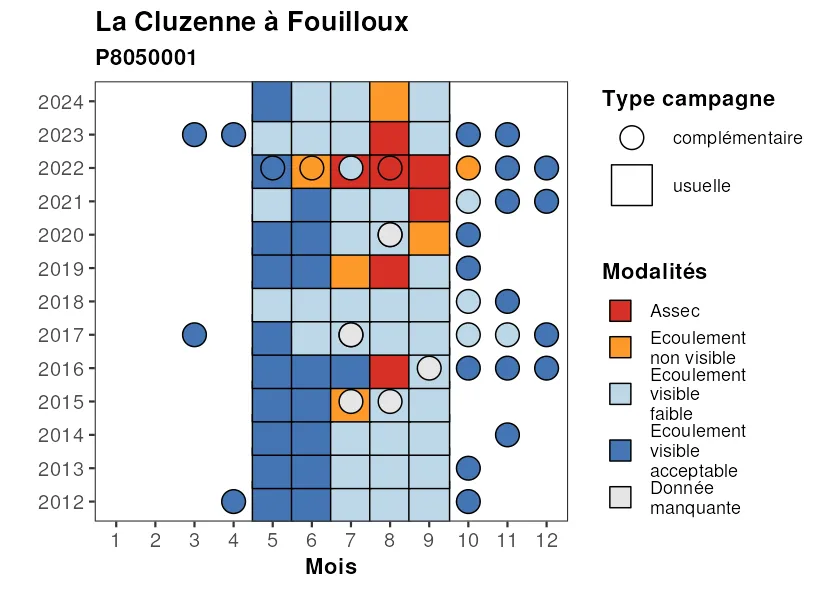 La Cluzenne à Fouilloux
P8050001
2024
2023
2022
2021
2020
2019
2018
2017
2016
2015
2014
2013
2012
1 2 3 4 5 6 7 8 9 10 11 12
Mois
Type campagne
complémentaire
usuelle
Modalités
Assec
Ecoulement
non visible
Ecoulement
visible
faible
Ecoulement
visible
acceptable
Donnée
manquante